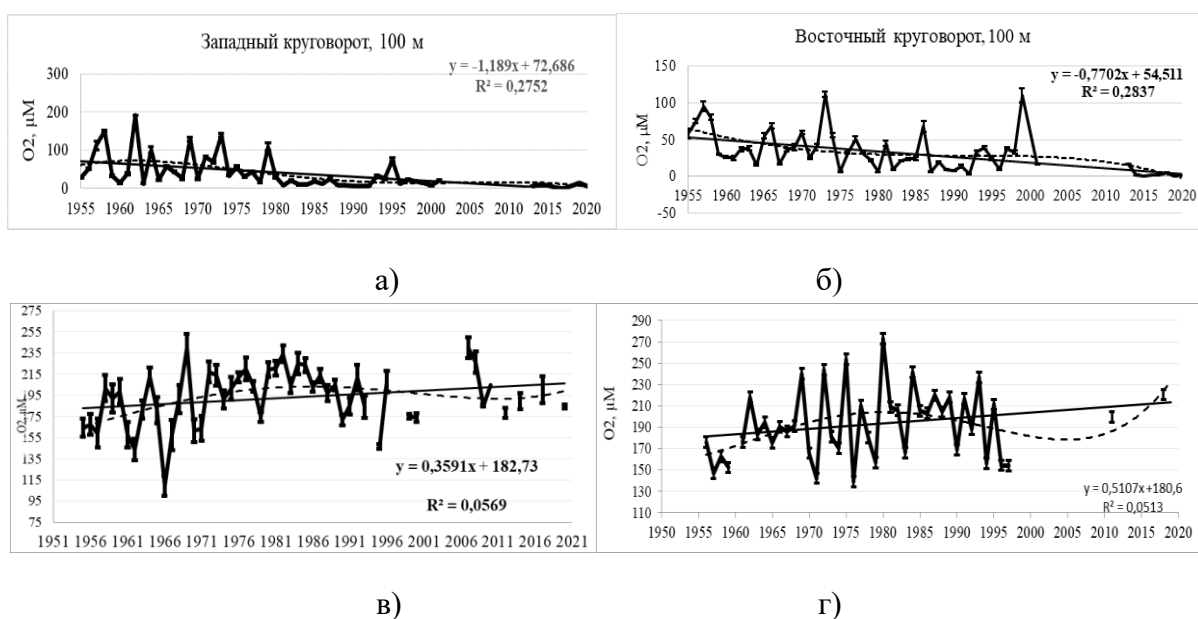 Западный круговорот, 100 м
y = -1,189x + 72,686
R² = 0,2752
O2, µM
300
200
100
0
1955 1960 1965 1970 1975 1980 1985 1990 1995 2000 2005 2010 2015 2020
Восточный круговорот, 100 м
y = -0,7702x + 54,511
R² = 0,2837
O2, µM
150
100
50
0
-50
1955 1960 1965 1970 1975 1980 1985 1990 1995 2000 2005 2010 2015 2020
а)
б)
O2, µM
275
255
235
215
195
175
155
135
115
95
75
y = 0,3591x + 182,73
R² = 0,0569
1951 1956 1961 1966 1971 1976 1981 1986 1991 1996 2001 2006 2011 2016 2021
O2, µM
290
270
250
230
210
190
170
150
130
110
y = 0,5107x+180,6
R² = 0,0513
1950 1955 1960 1965 1970 1975 1980 1985 1990 1995 2000 2005 2010 2015 2020
в)
г)